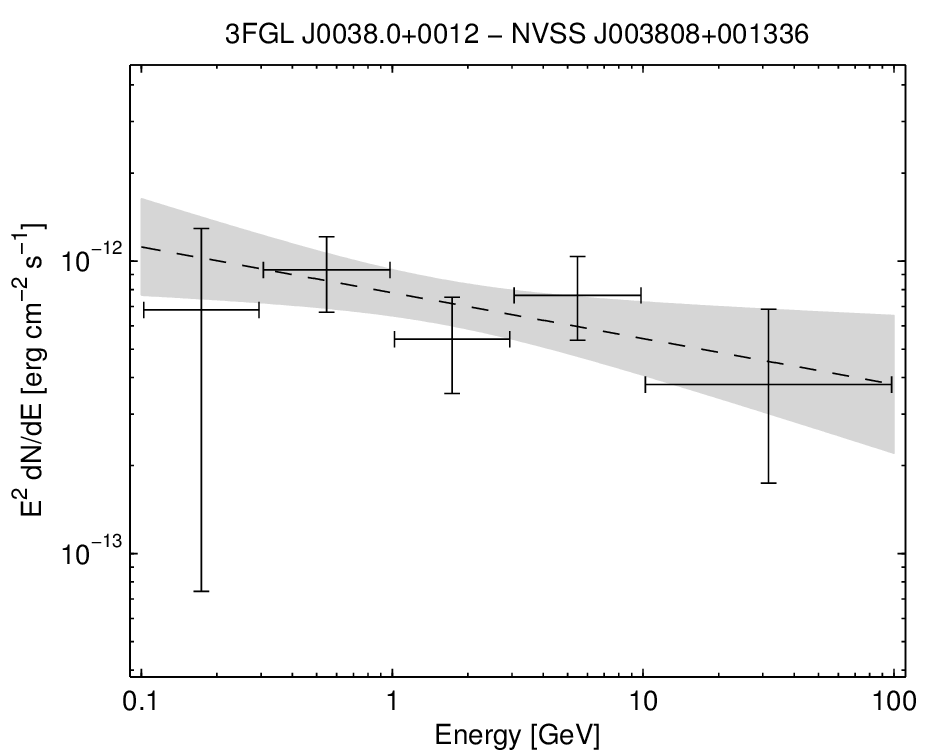 3FGL J0038.0+0012 − NVSS J003808+001336
E² dN/dE [erg cm⁻² s⁻¹]
10⁻¹²
10⁻¹³
0.1 1 10 100
Energy [GeV]